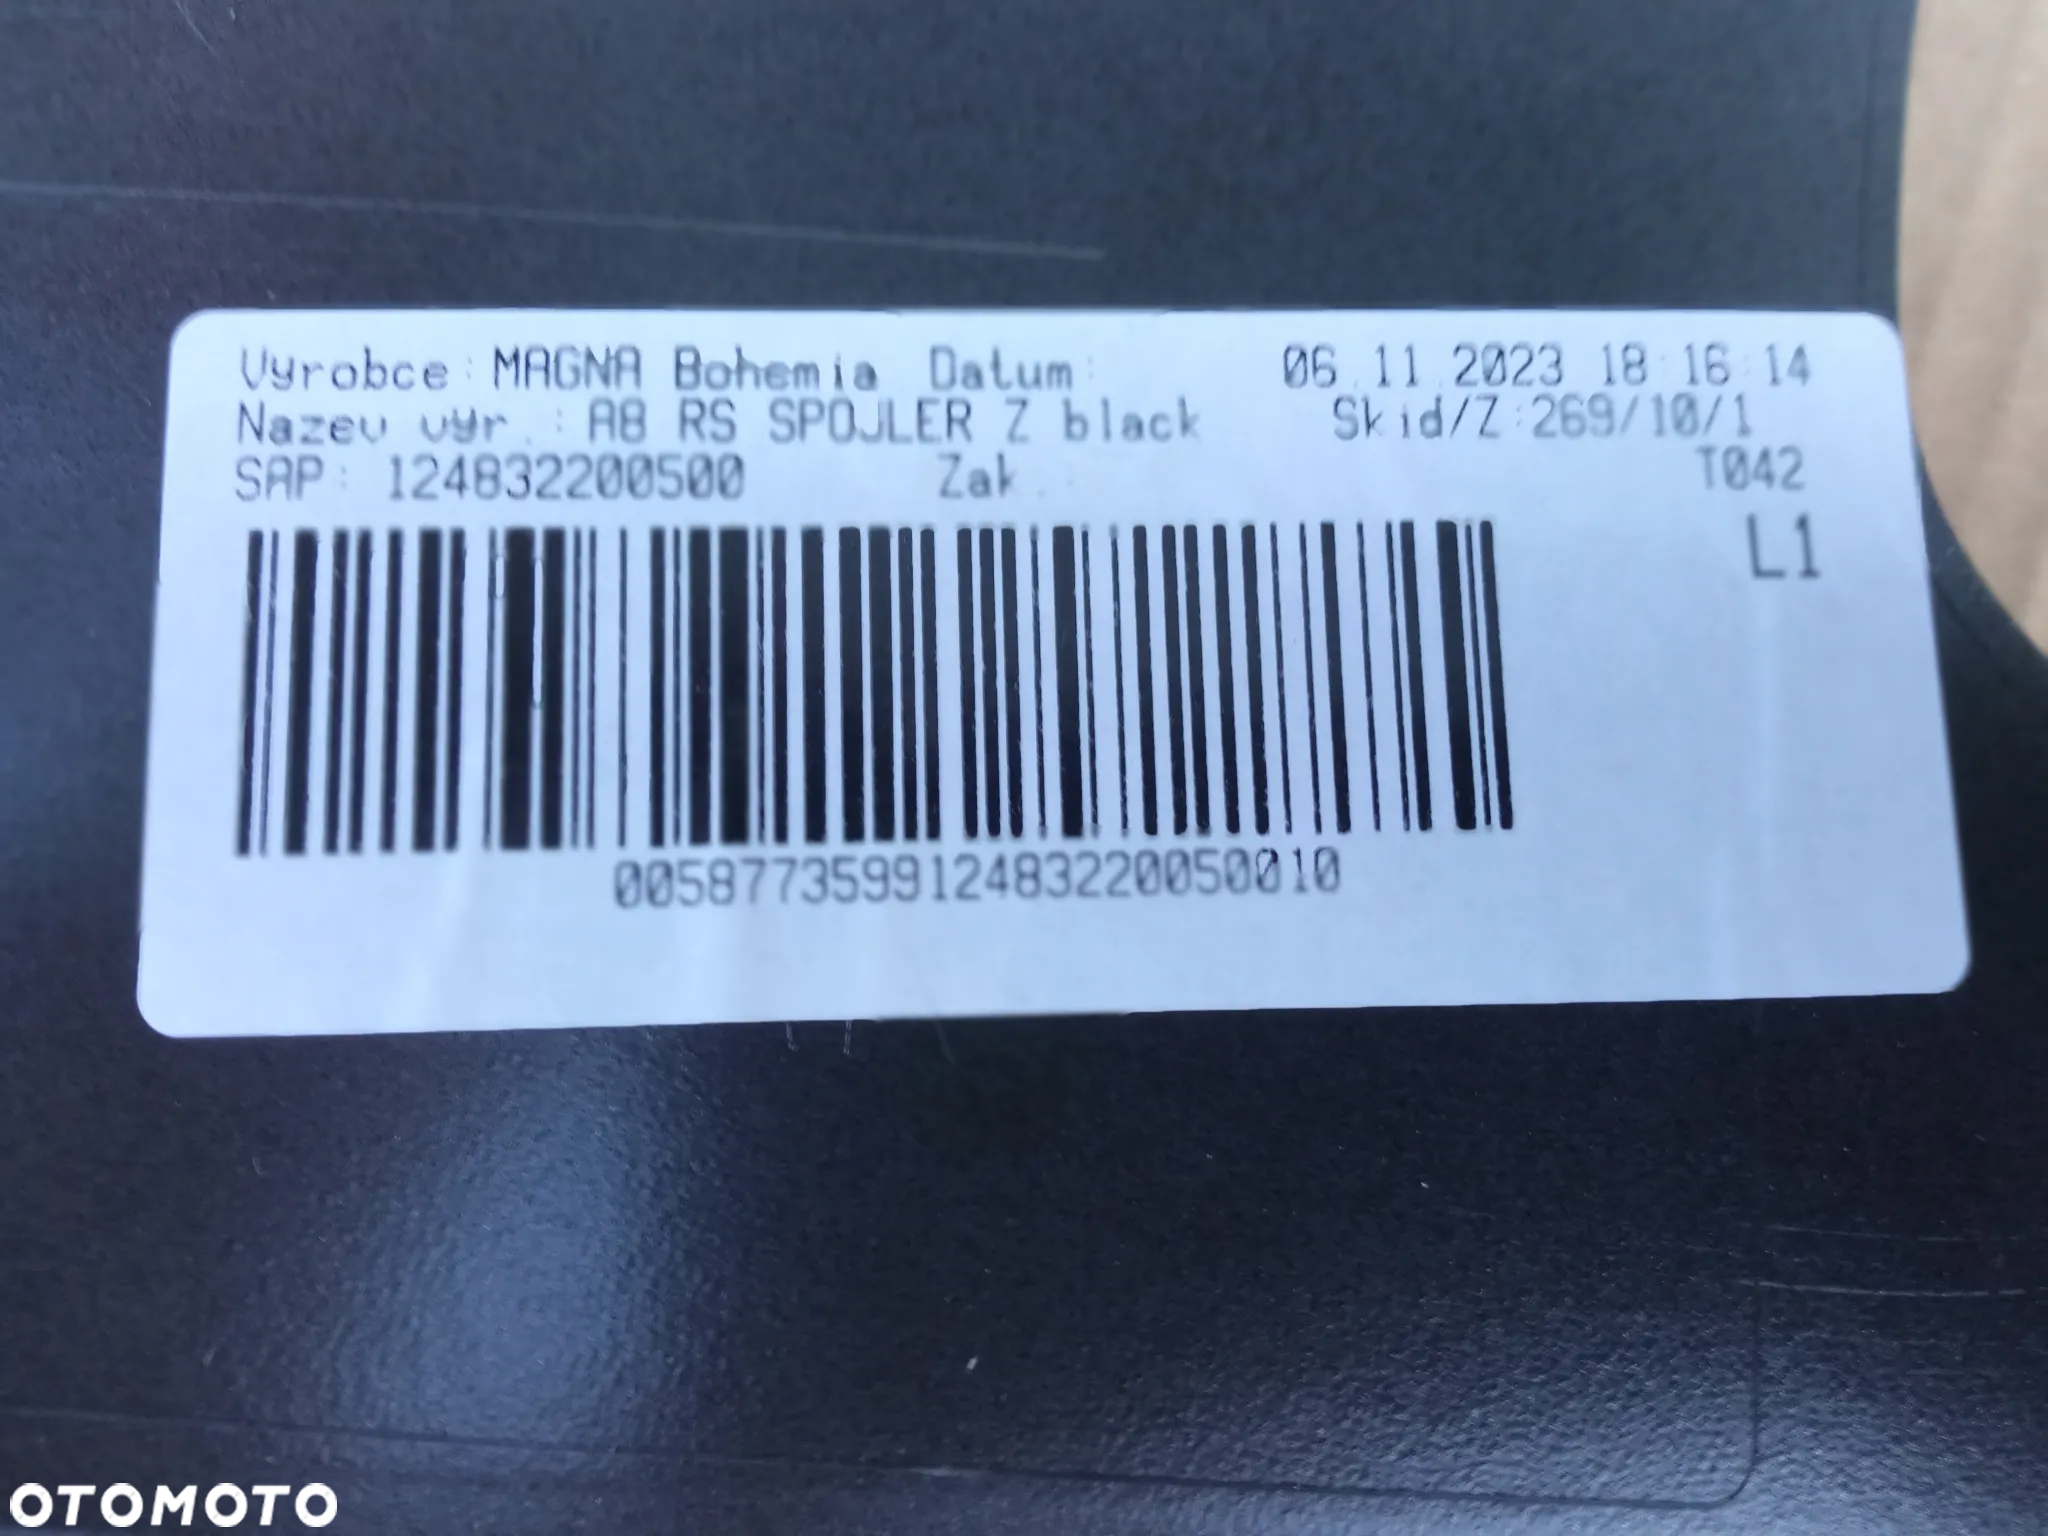 Vyrobce: MAGNA Bohemia Datum: 06.11.2023 18:16:14
Nazev vyr.: A8 RS SPOJLER Z black Skid/Z:269/10/1
SAP: 124832200500 Zak.: T042
L1
005877359912483220050010
OTOMOTO